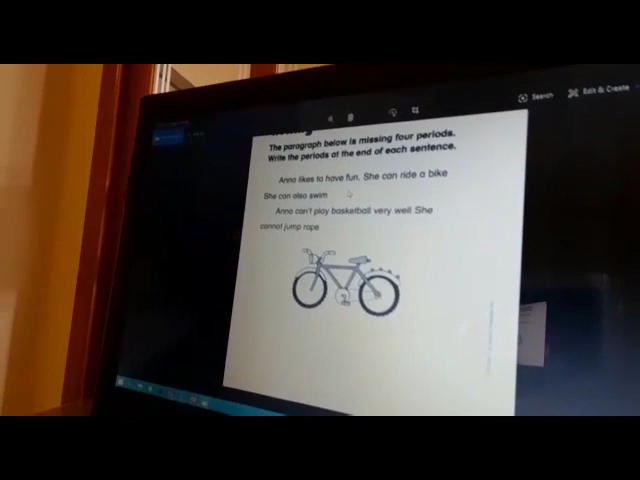 Search
Edit & Create
The paragraph below is missing four periods.
Write the periods at the end of each sentence.
Anna likes to have fun. She can ride a bike
She can also swim
Anna can't play basketball very well She
cannot jump rope